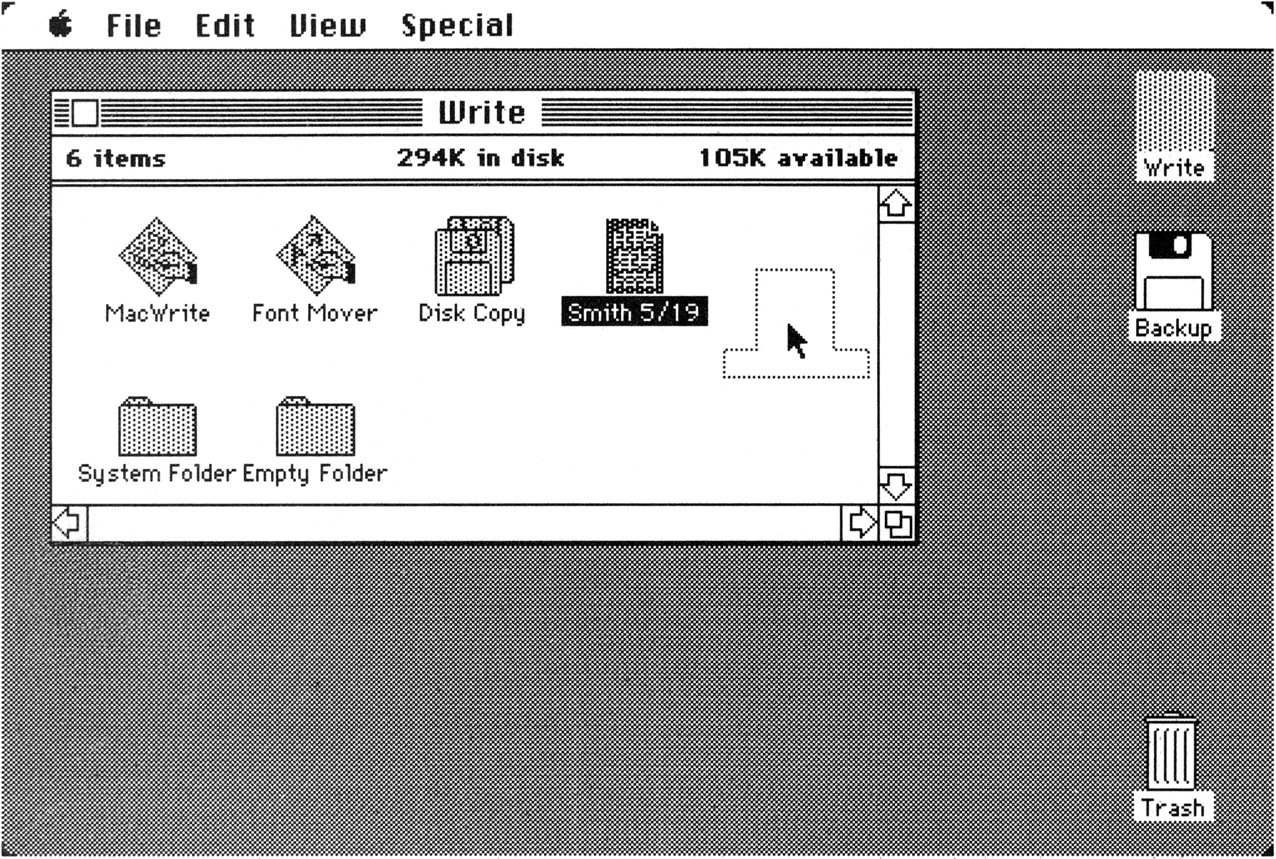 File Edit View Special
Write
6 items 294K in disk 105K available
MacWrite Font Mover Disk Copy Smith 5/19
System Folder Empty Folder
Write
Backup
Trash